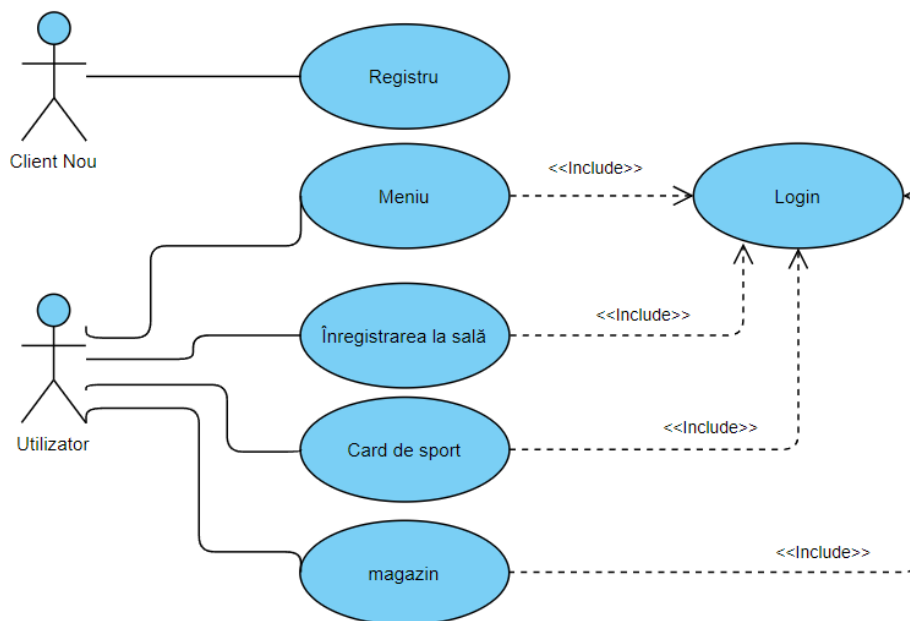 Registru
Client Nou
Meniu
<<Include>>
Login
Înregistrarea la sală
<<Include>>
Utilizator
Card de sport
<<Include>>
magazin
<<Include>>